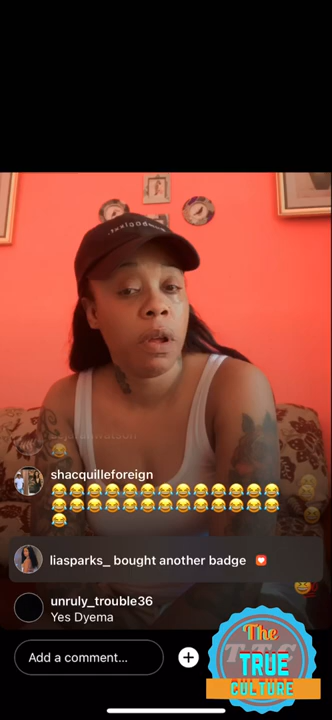 shacquilleforeign
😂😂😂😂😂😂😂😂😂😂😂😂😂
😂😂😂😂😂😂😂😂😂😂😂😂😂
😂
liasparks_ bought another badge
unruly_trouble36
Yes Dyema
Add a comment...
The
TRUE
CULTURE